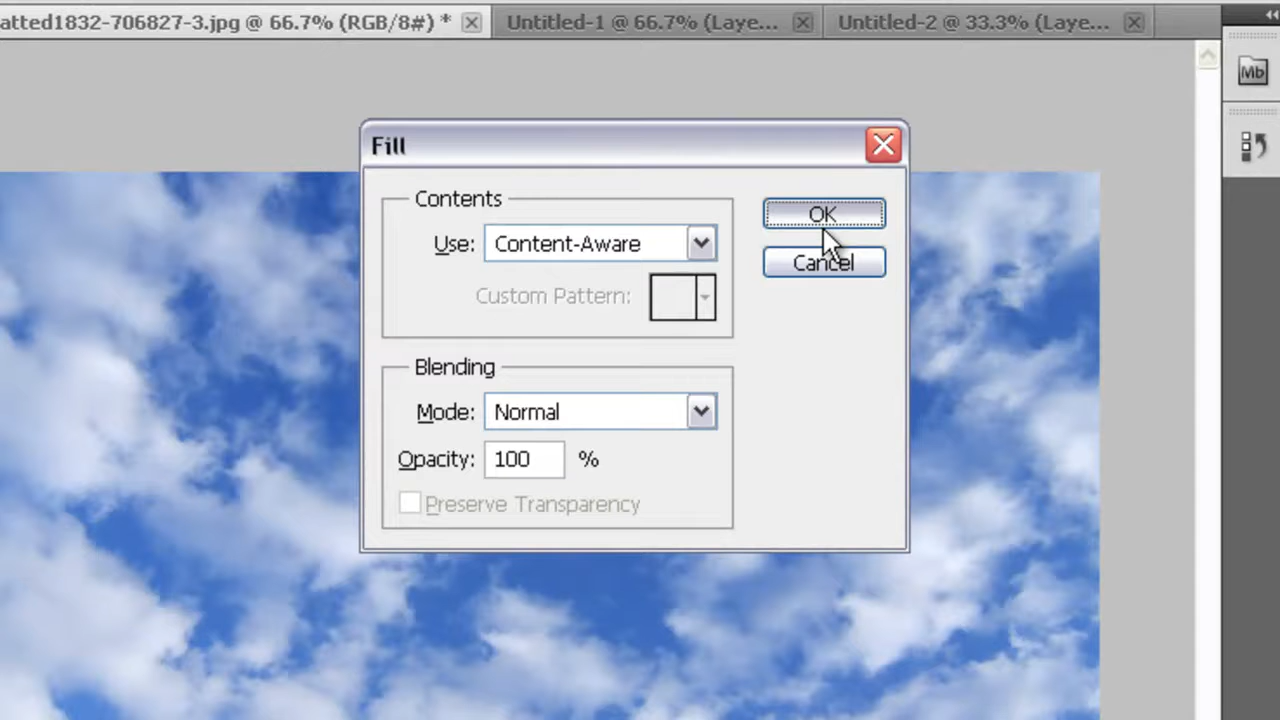 atted1832-706827-3.jpg @ 66.7% (RGB/8#) * Untitled-1 @ 66.7% (Laye... Untitled-2 @ 33.3% (Laye...
Mb
Fill
Contents
Use: Content-Aware
Custom Pattern:
OK
Cancel
Blending
Mode: Normal
Opacity: 100 %
Preserve Transparency